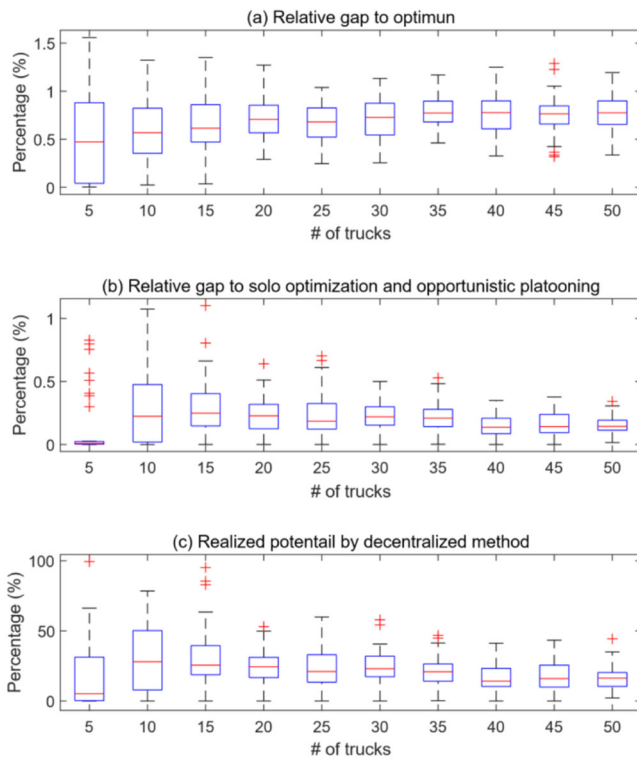 (a) Relative gap to optimun
1.5
1
0.5
0
Percentage (%)
5 10 15 20 25 30 35 40 45 50
# of trucks
(b) Relative gap to solo optimization and opportunistic platooning
1
0.5
0
Percentage (%)
5 10 15 20 25 30 35 40 45 50
# of trucks
(c) Realized potentail by decentralized method
100
50
0
Percentage (%)
5 10 15 20 25 30 35 40 45 50
# of trucks